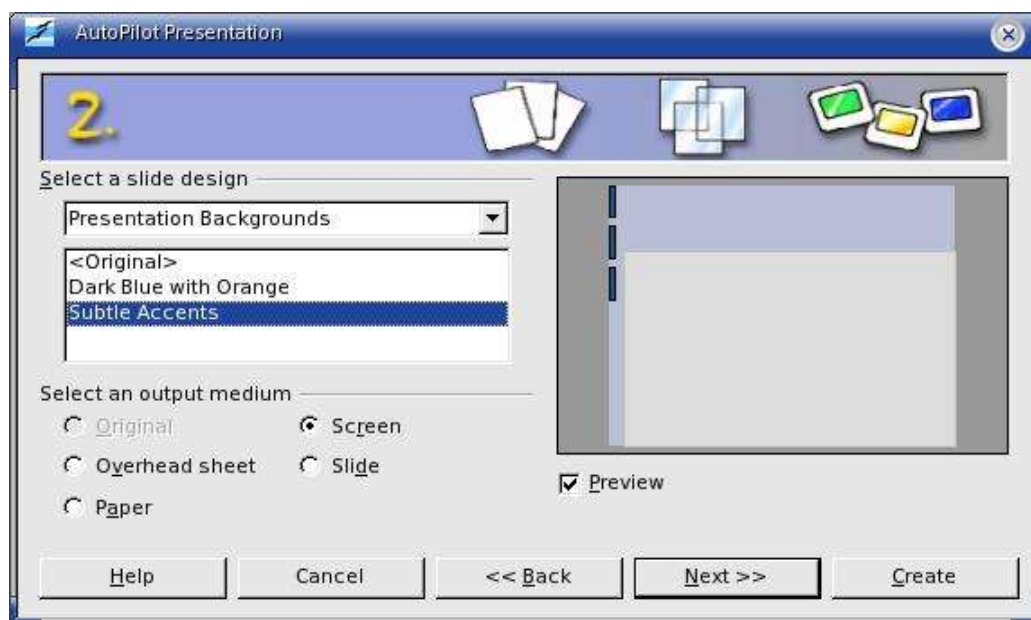 AutoPilot Presentation
2.
Select a slide design
Presentation Backgrounds
<Original>
Dark Blue with Orange
Subtle Accents
Select an output medium
Original
Screen
Overhead sheet
Slide
Paper
Preview
Help
Cancel
<< Back
Next >>
Create